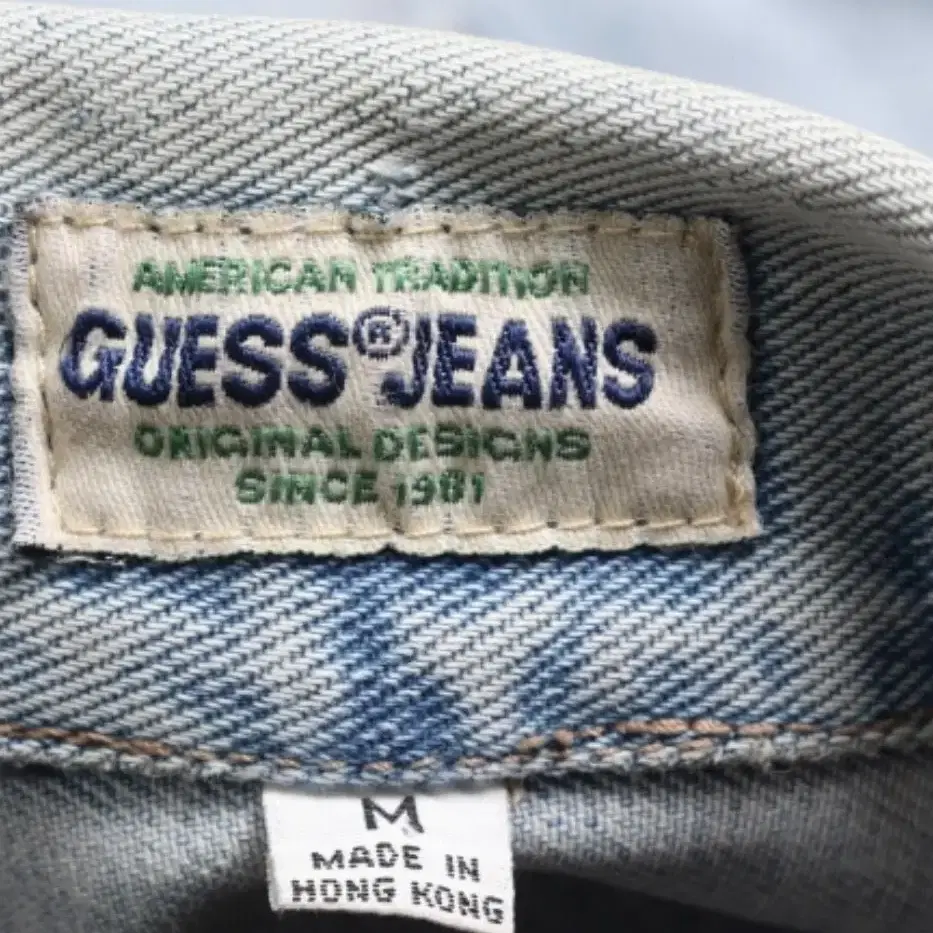 AMERICAN TRADITION
GUESS® JEANS
ORIGINAL DESIGNS
SINCE 1981
M
MADE IN
HONG KONG